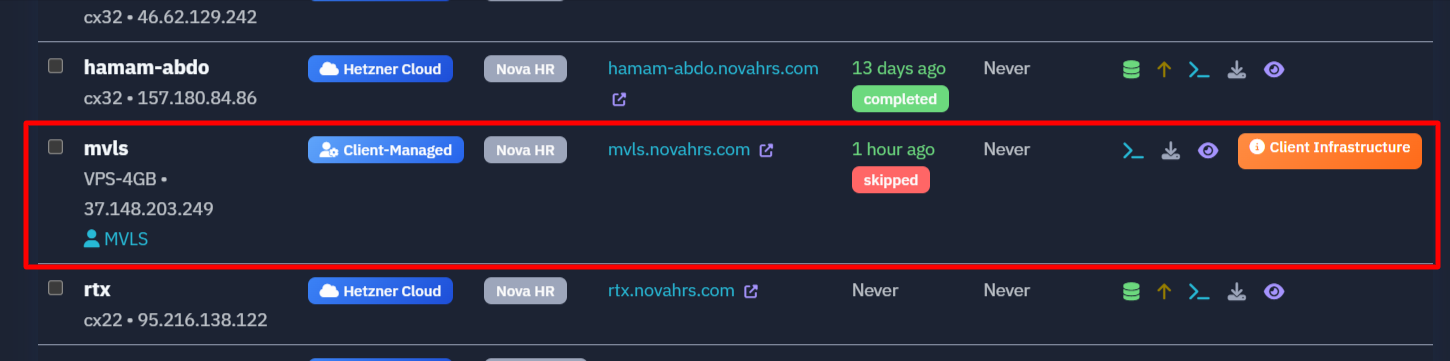 cx32 • 46.62.129.242
hamam-abdo Hetzner Cloud Nova HR hamam-abdo.novahrs.com 13 days ago Never
cx32 • 157.180.84.86 completed
mvls Client-Managed Nova HR mvls.novahrs.com 1 hour ago Never Client Infrastructure
VPS-4GB • skipped
37.148.203.249
MVLS
rtx Hetzner Cloud Nova HR rtx.novahrs.com Never Never
cx22 • 95.216.138.122